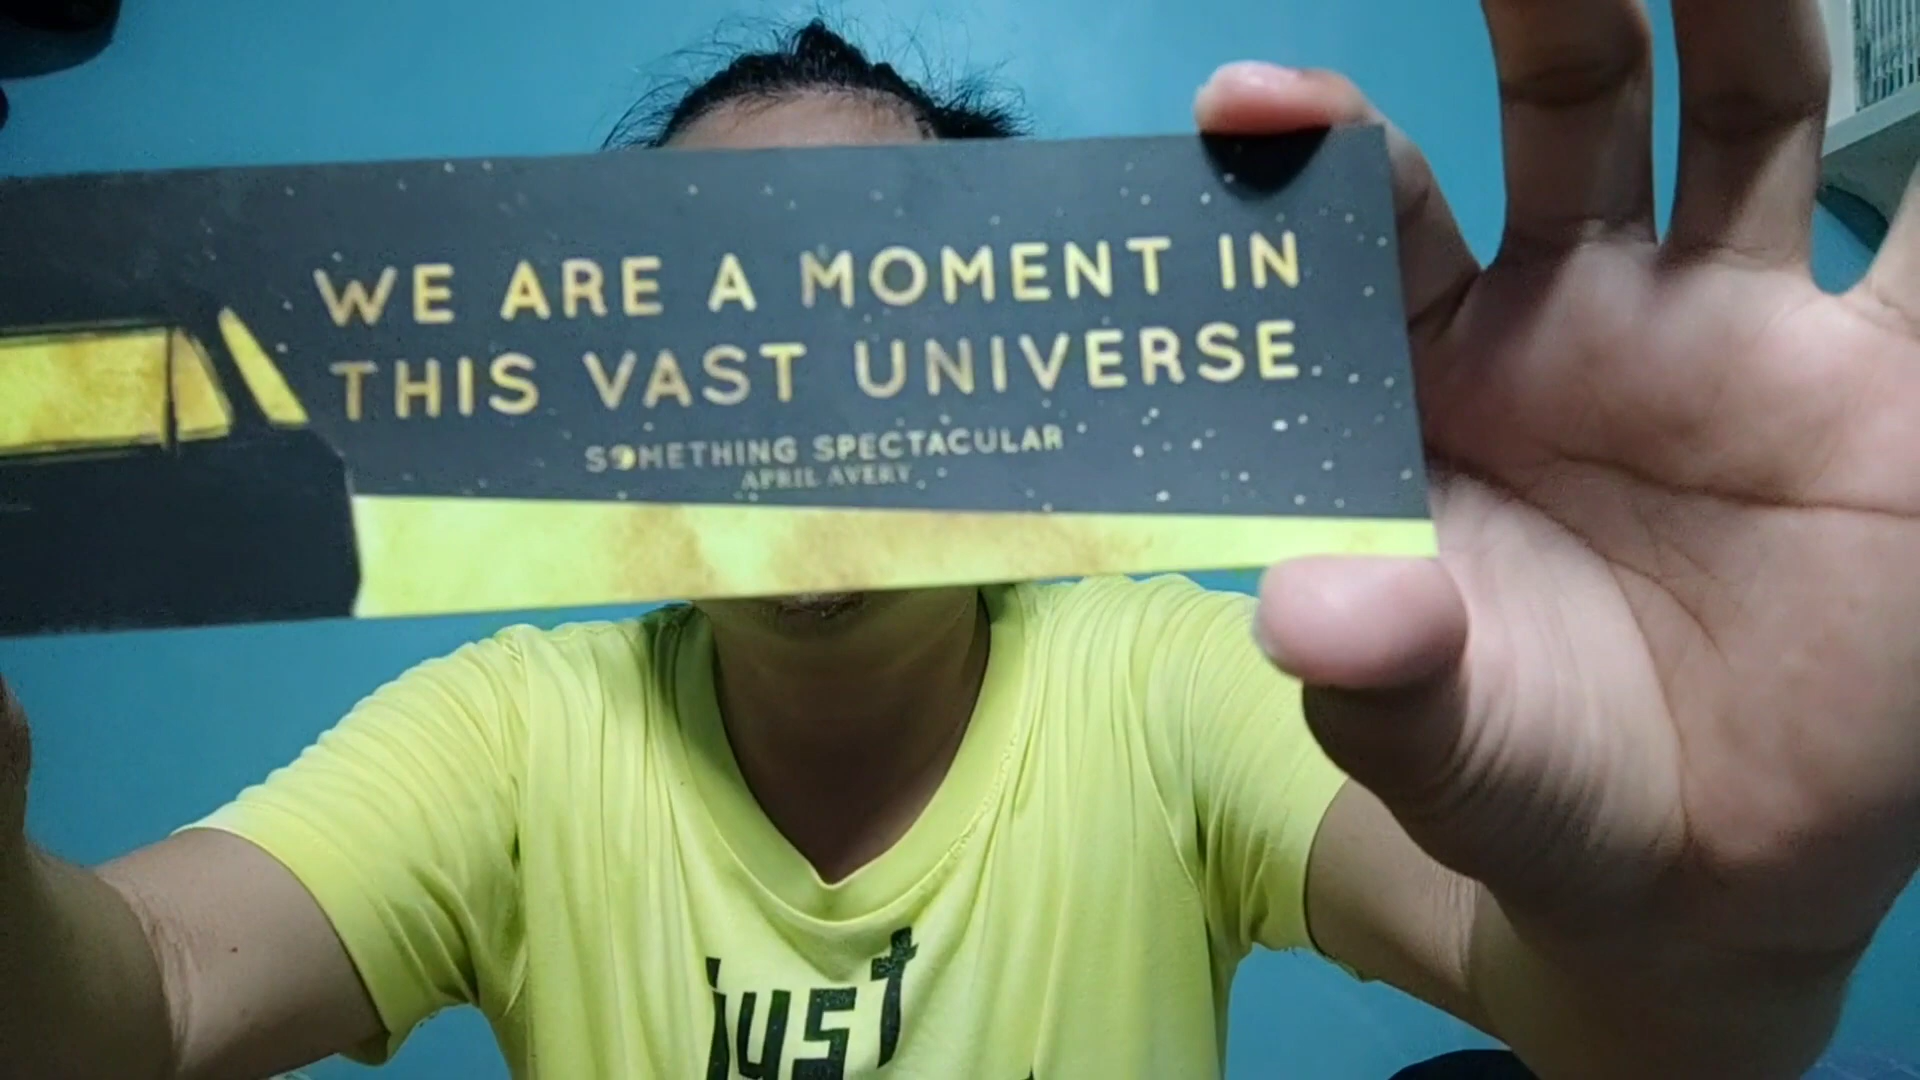 WE ARE A MOMENT IN
THIS VAST UNIVERSE
SOMETHING SPECTACULAR
APRIL AVERY
just